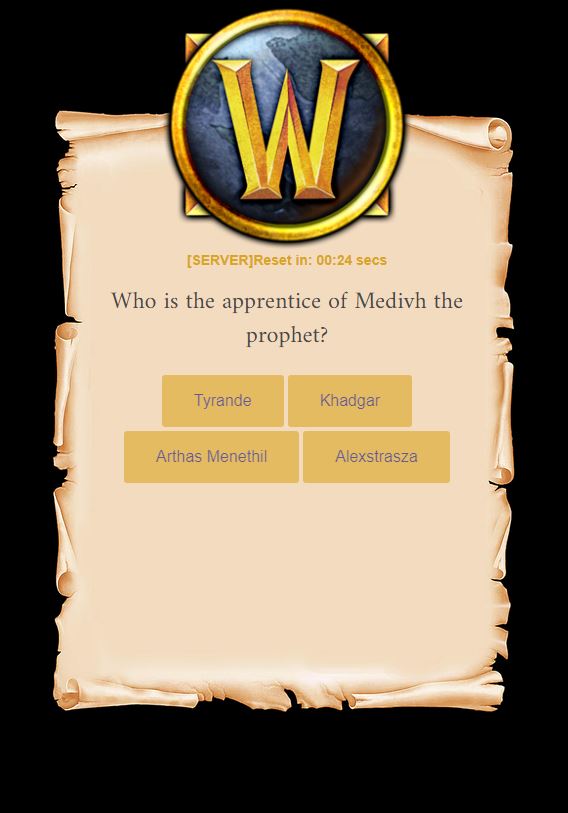 W
[SERVER]Reset in: 00:24 secs
Who is the apprentice of Medivh the
prophet?
Tyrande
Khadgar
Arthas Menethil
Alexstrasza